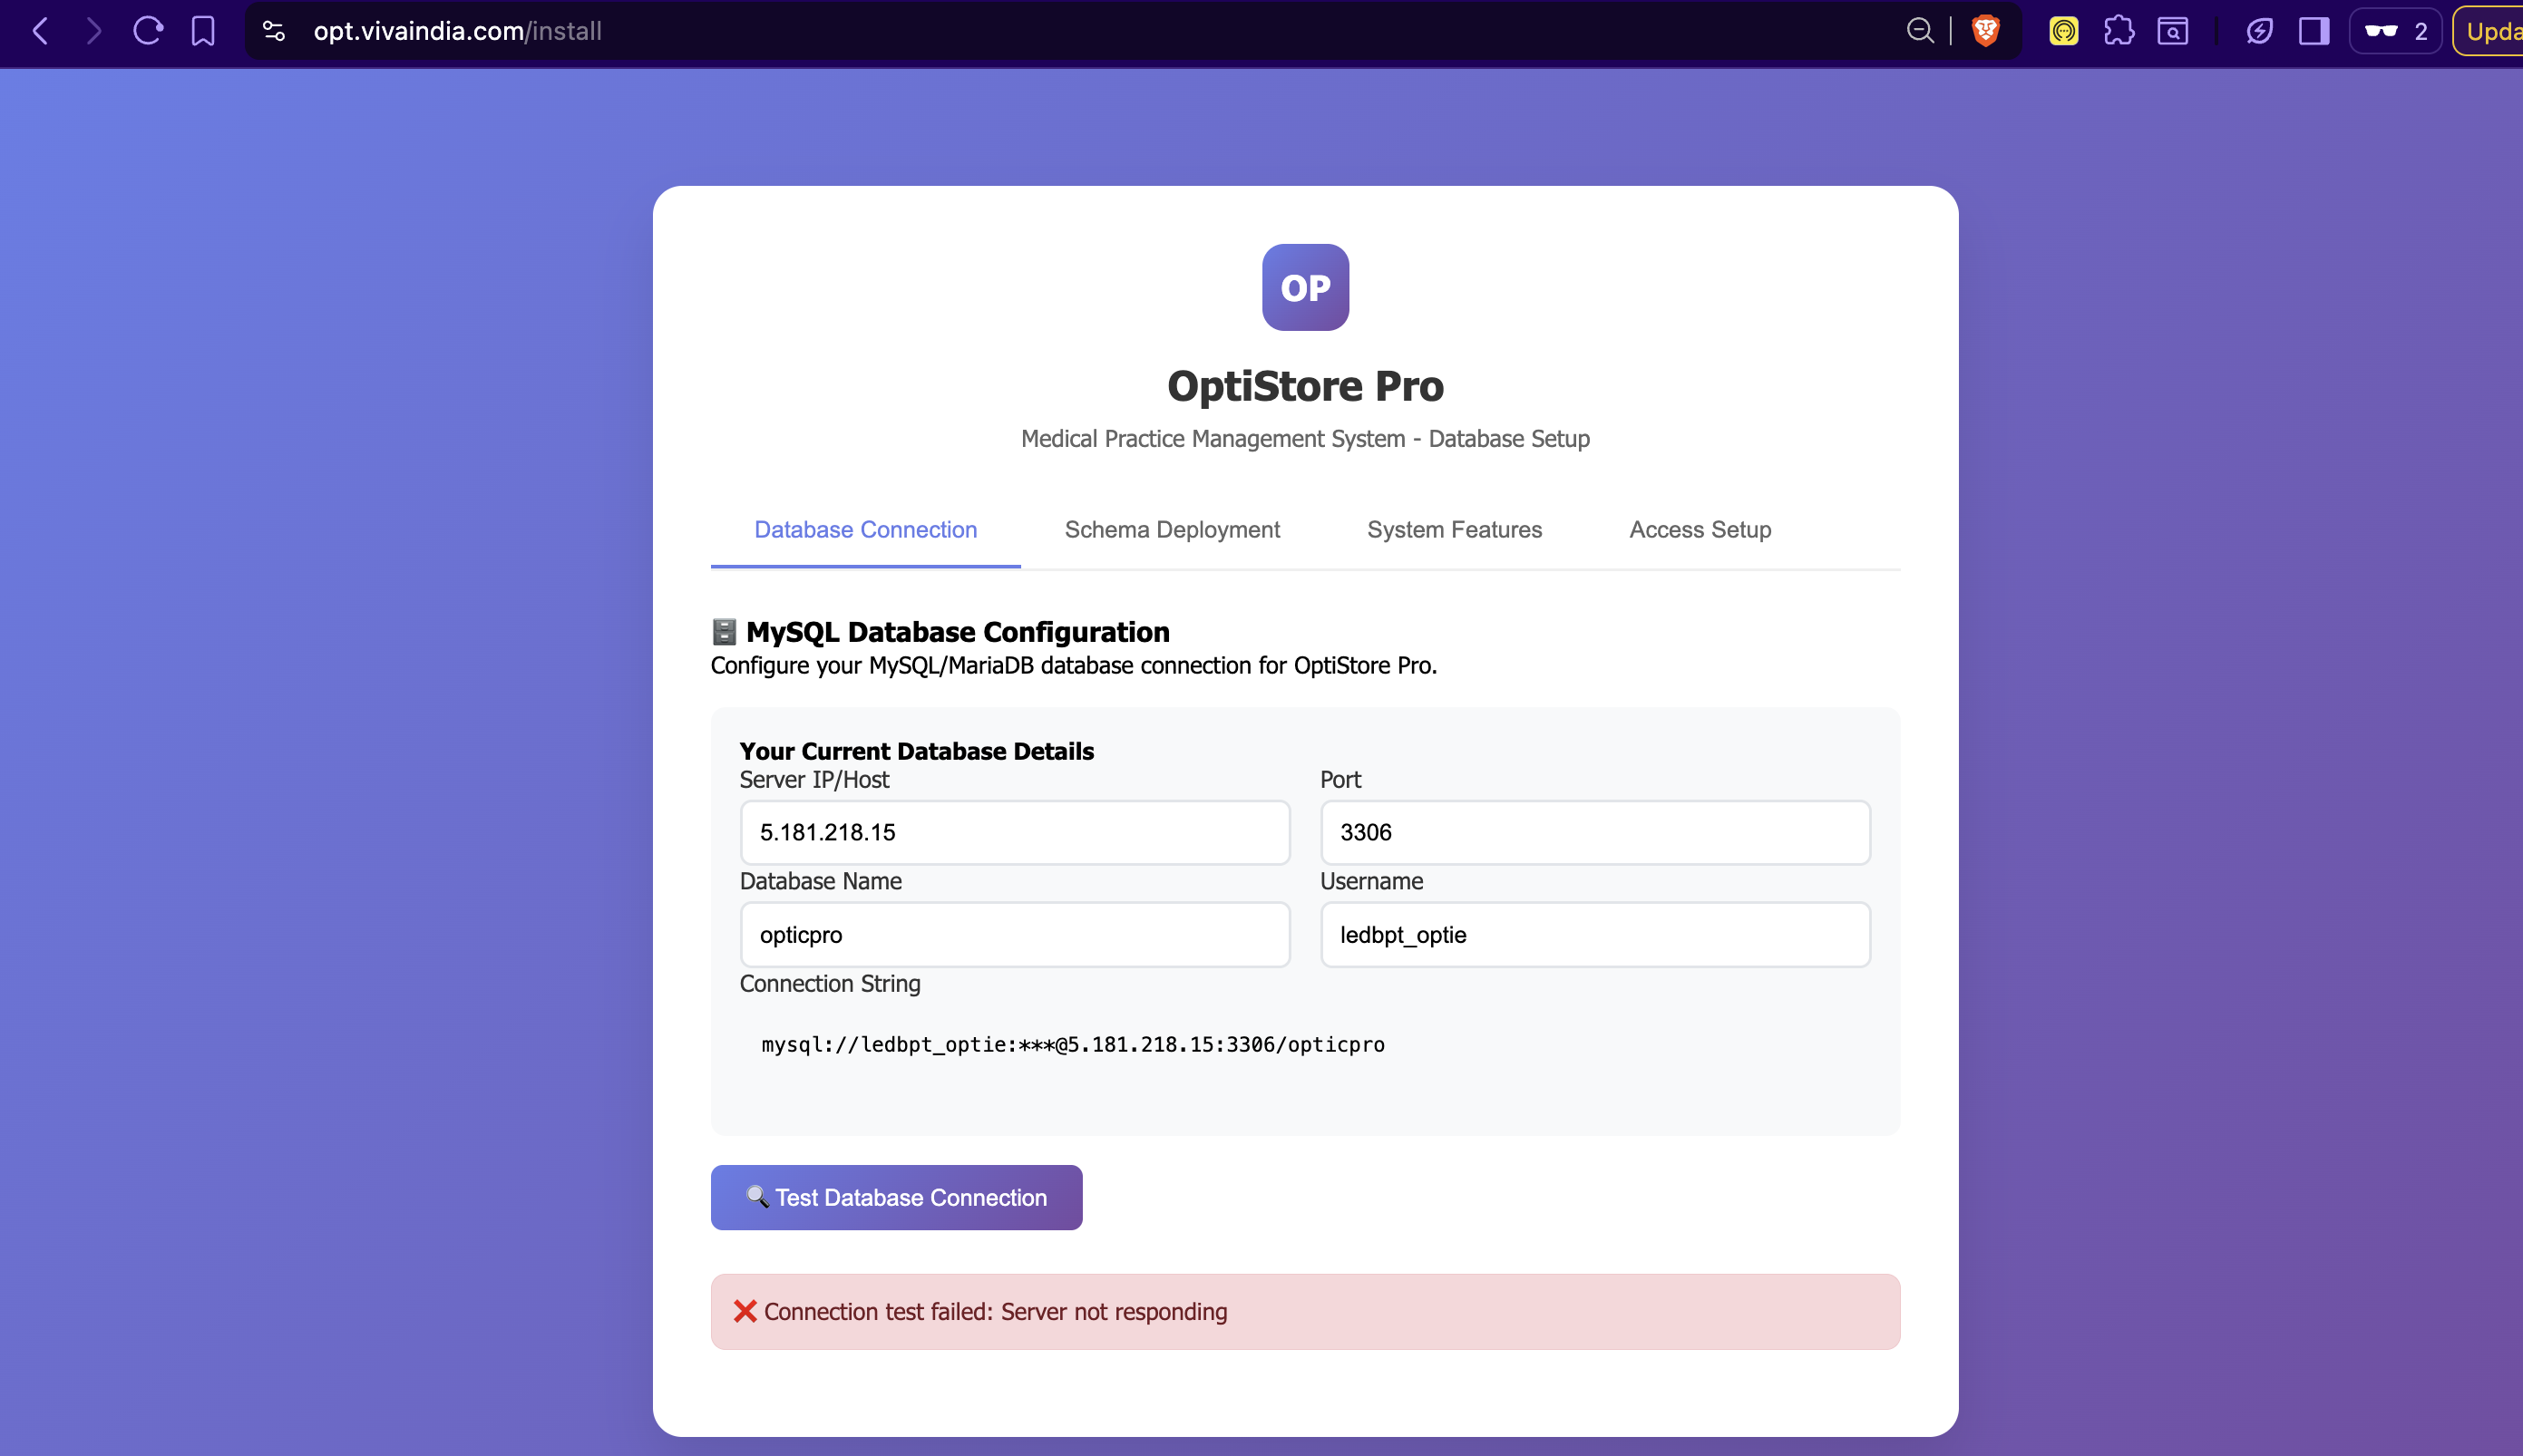 opt.vivaindia.com/install
2
OP
OptiStore Pro
Medical Practice Management System - Database Setup
Database Connection
Schema Deployment
System Features
Access Setup
MySQL Database Configuration
Configure your MySQL/MariaDB database connection for OptiStore Pro.
Your Current Database Details
Server IP/Host
Port
5.181.218.15
3306
Database Name
Username
opticpro
ledbpt_optie
Connection String
mysql://ledbpt_optie:***@5.181.218.15:3306/opticpro
Test Database Connection
Connection test failed: Server not responding